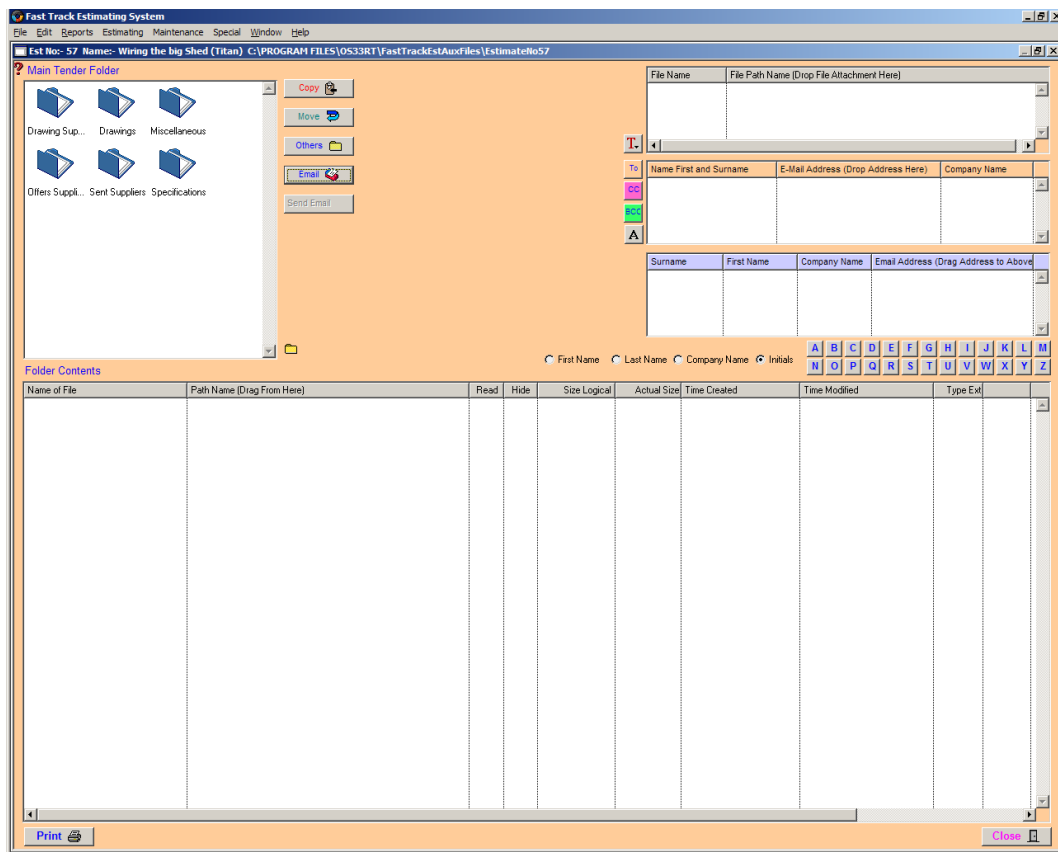 Fast Track Estimating System
File Edit Reports Estimating Maintenance Special Window Help
Est No:- 57 Name:- Wiring the big Shed (Titan) C:\PROGRAM FILES\OS33RT\FastTrackEstAuxFiles\EstimateNo57
? Main Tender Folder
Drawing Sup... Drawings Miscellaneous
Offers Suppli... Sent Suppliers Specifications
Copy
Move
Others
Email
Send Email
File Name File Path Name (Drop File Attachment Here)
T.
To
CC
BCC
A
Name First and Surname E-Mail Address (Drop Address Here) Company Name
Surname First Name Company Name Email Address (Drag Address to Above
First Name Last Name Company Name Initials
A B C D E F G H I J K L M
N O P Q R S T U V W X Y Z
Folder Contents
Name of File Path Name (Drag From Here) Read Hide Size Logical Actual Size Time Created Time Modified Type Ext
Print
Close